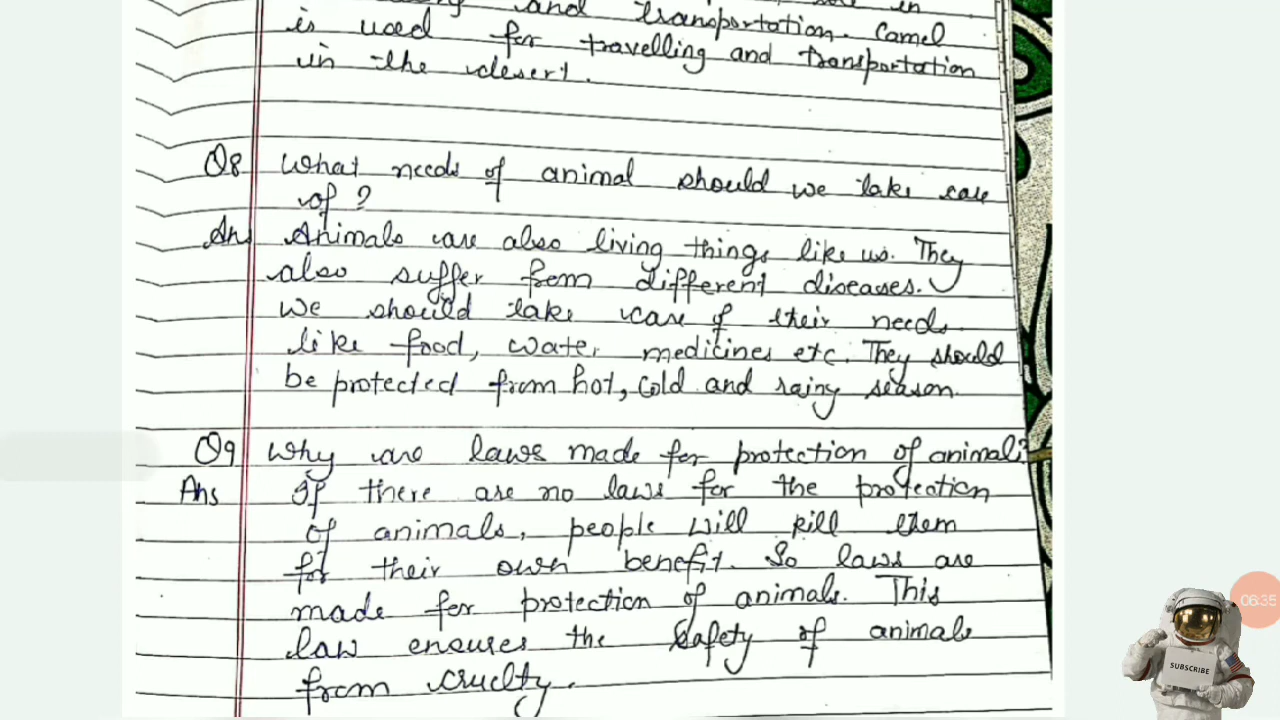 and transportation. Camel
is used for travelling and transportation
in the desert.
Q8 What needs of animal should we take care
of ?
Ans Animals are also living things like us. They
also suffer from different diseases.
We should take care of their needs
like food, water, medicines etc. They should
be protected from hot, cold and rainy season.
Q9 Why are laws made for protection of animal?
Ans If there are no laws for the protection
of animals, people will kill them
for their own benefit. So laws are
made for protection of animals. This
law ensures the safety of animals
from cruelty.
06:35
SUBSCRIBE